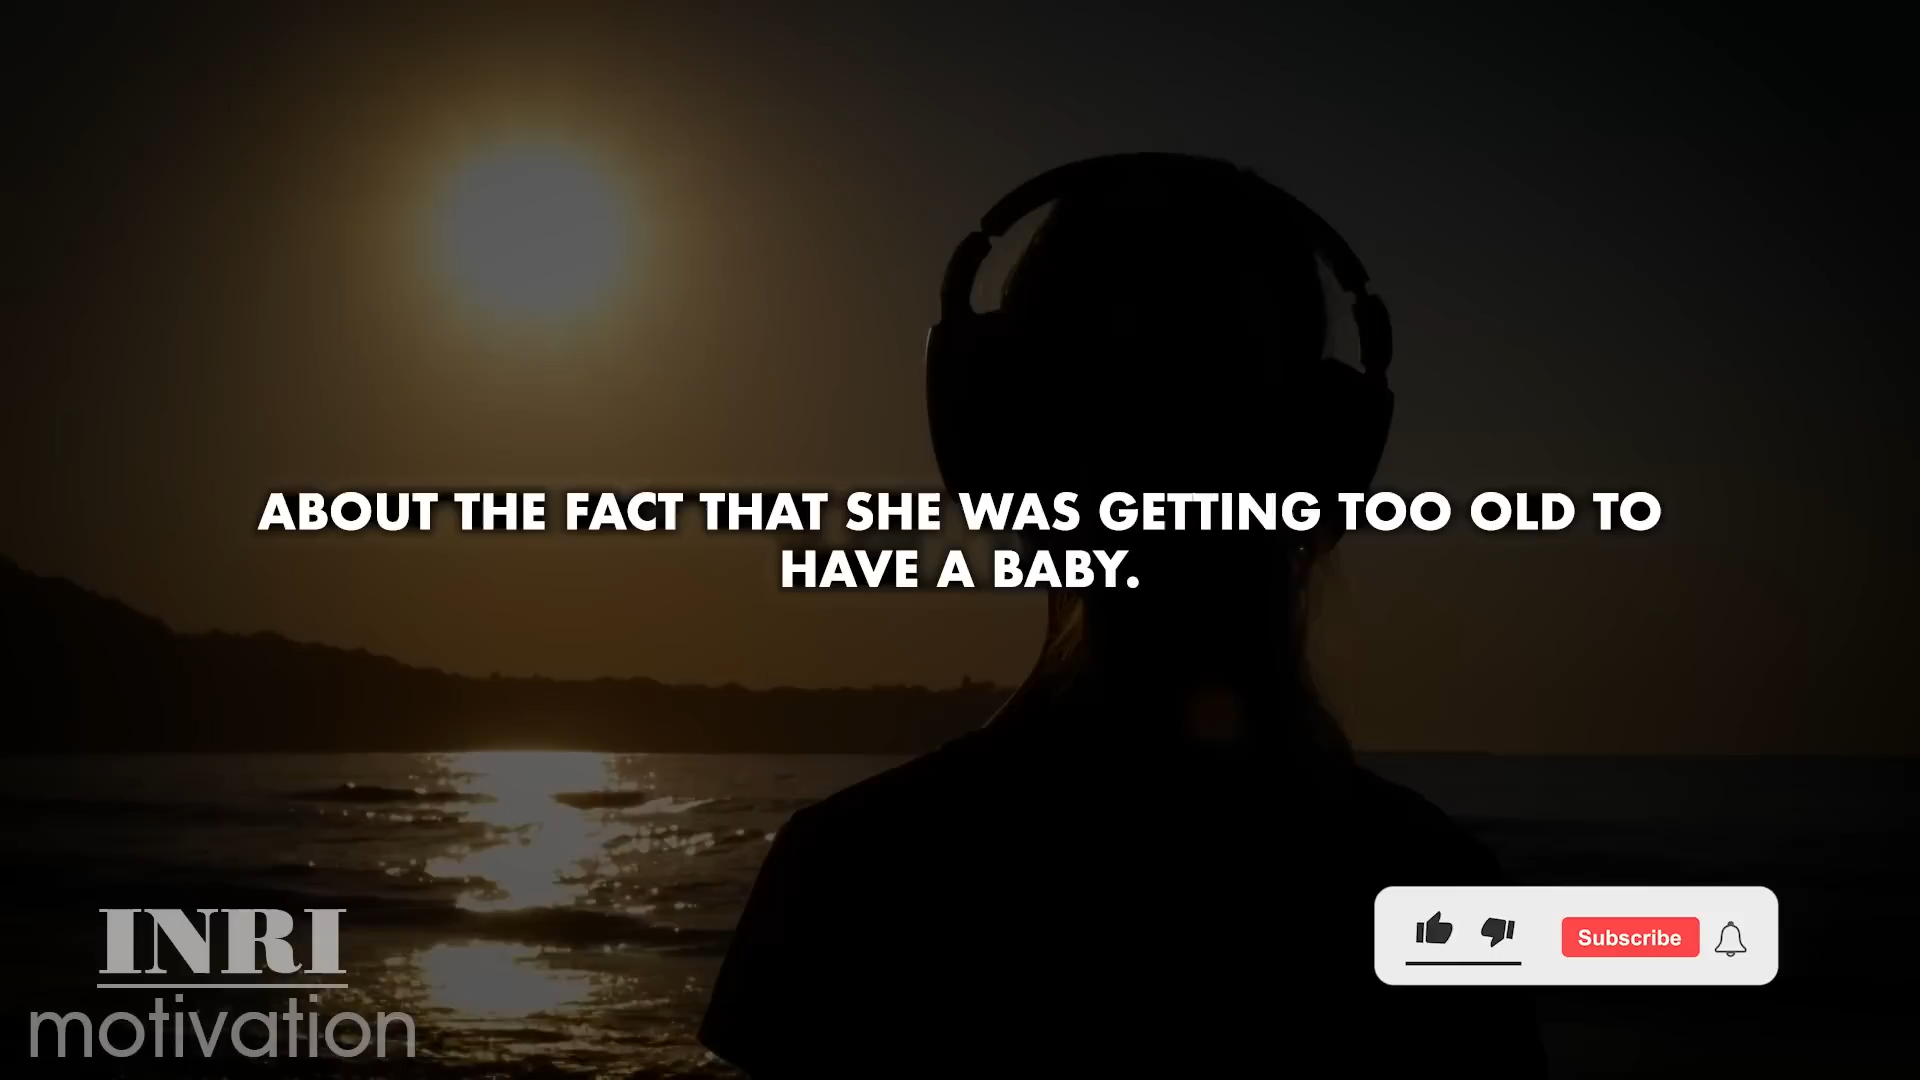 ABOUT THE FACT THAT SHE WAS GETTING TOO OLD TO
HAVE A BABY.
INRI
motivation
Subscribe